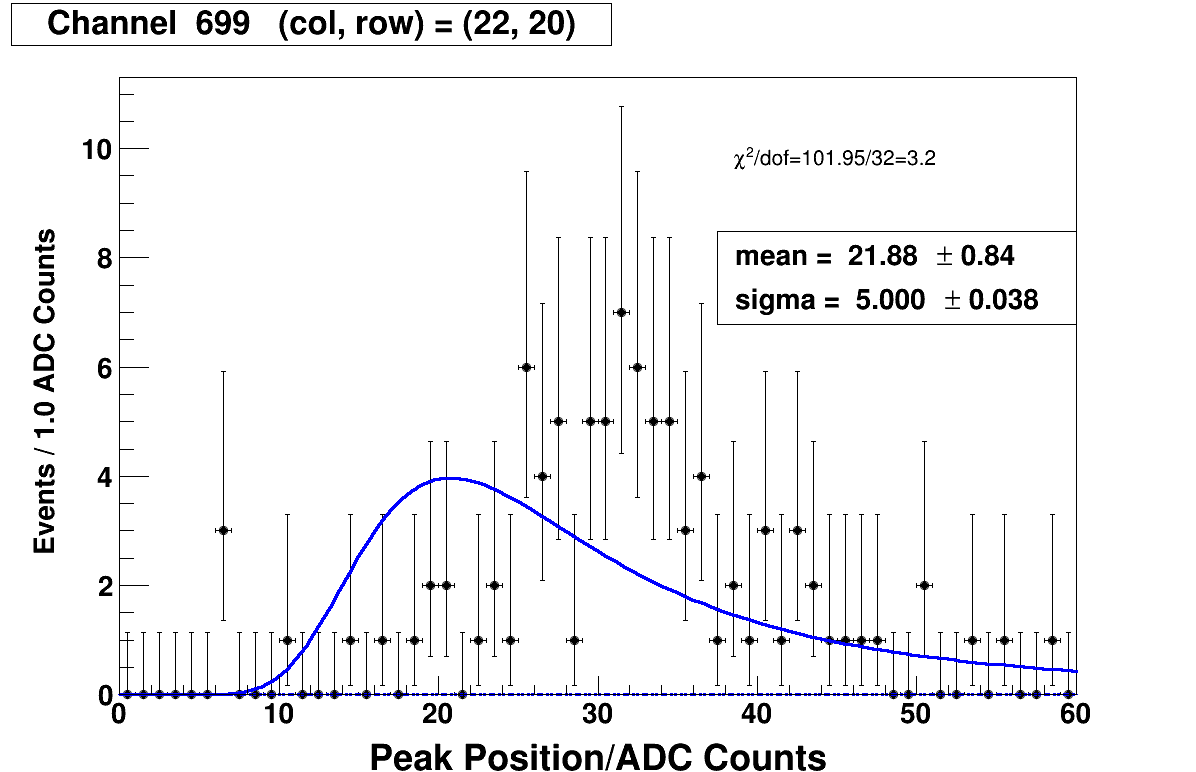 Channel 699 (col, row) = (22, 20)
χ²/dof=101.95/32=3.2
mean = 21.88 ± 0.84
sigma = 5.000 ± 0.038
Events / 1.0 ADC Counts
10
8
6
4
2
0
0 10 20 30 40 50 60
Peak Position/ADC Counts